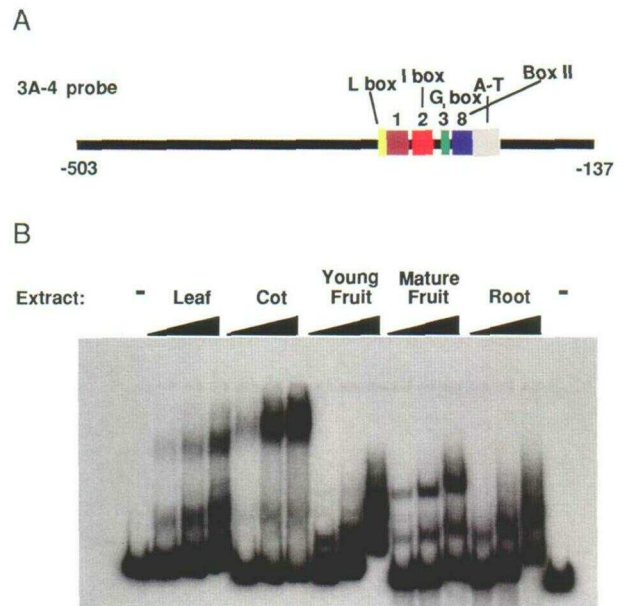 A
3A-4 probe
L box I box G box A-T Box II
1 2 3 8
-503 -137
B
Extract: - Leaf Cot Young Fruit Mature Fruit Root -